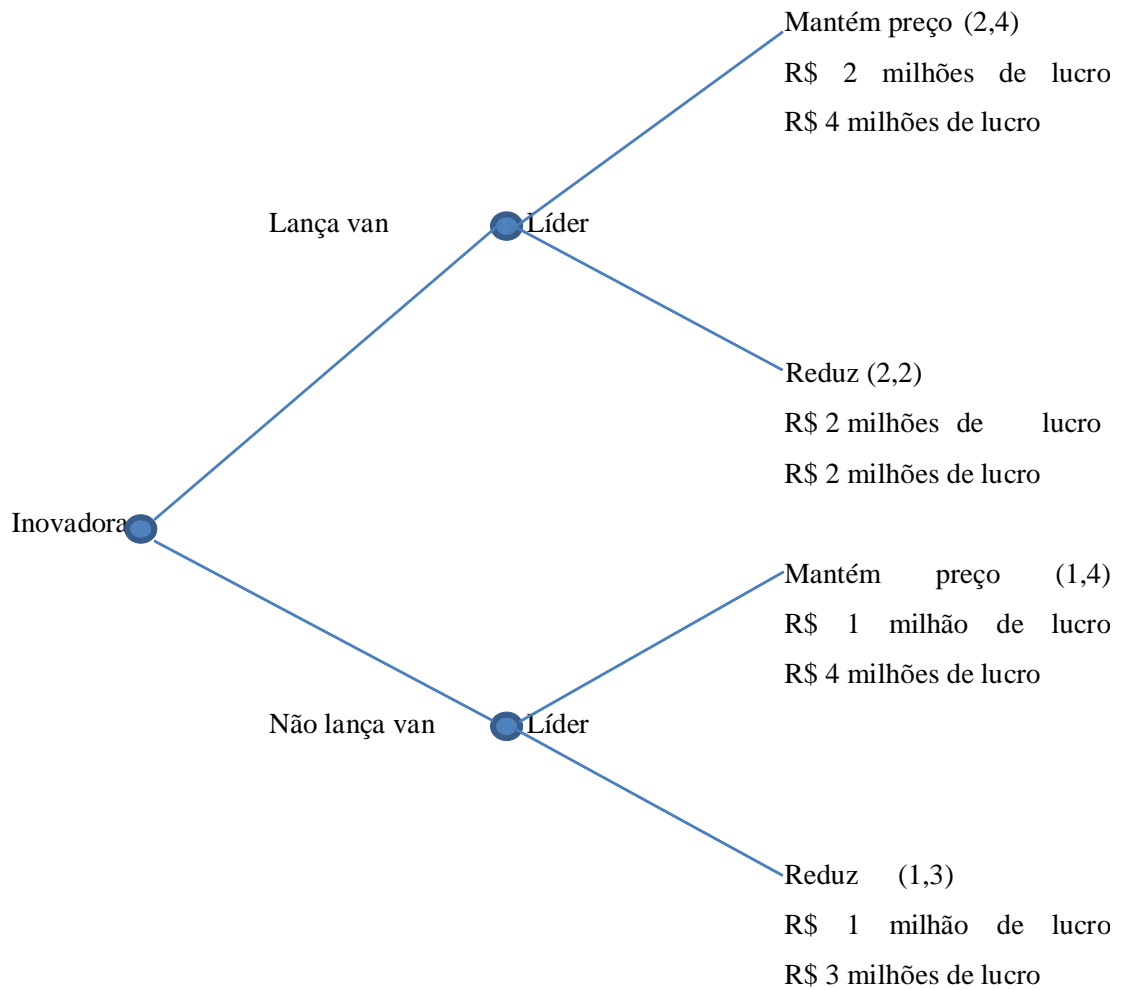 Mantém preço (2,4)
R$ 2 milhões de lucro
R$ 4 milhões de lucro
Lança van
Líder
Reduz (2,2)
R$ 2 milhões de lucro
R$ 2 milhões de lucro
Inovadora
Mantém preço (1,4)
R$ 1 milhão de lucro
R$ 4 milhões de lucro
Não lança van
Líder
Reduz (1,3)
R$ 1 milhão de lucro
R$ 3 milhões de lucro